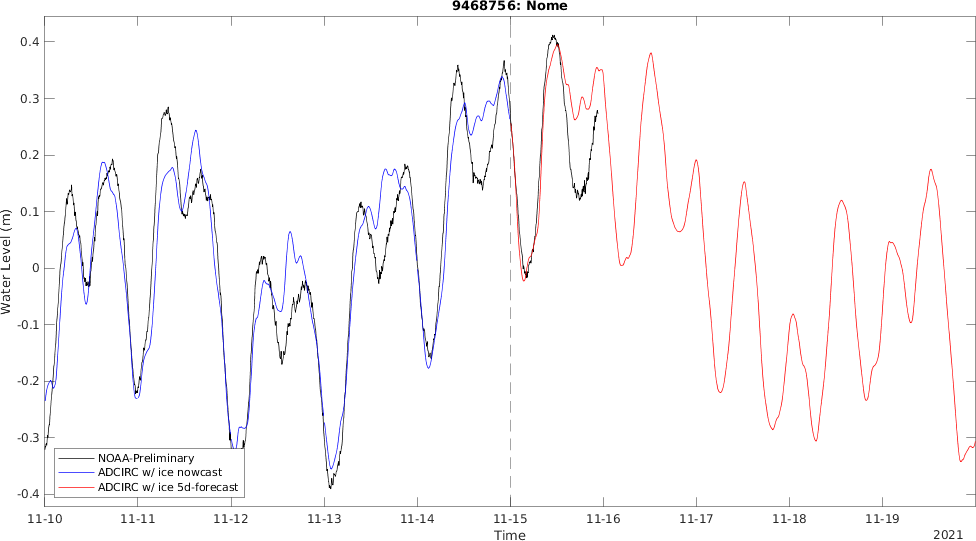 9468756: Nome
0.4
0.3
0.2
0.1
0
-0.1
-0.2
-0.3
-0.4
Water Level (m)
NOAA-Preliminary
ADCIRC w/ ice nowcast
ADCIRC w/ ice 5d-forecast
11-10 11-11 11-12 11-13 11-14 11-15 11-16 11-17 11-18 11-19
Time
2021